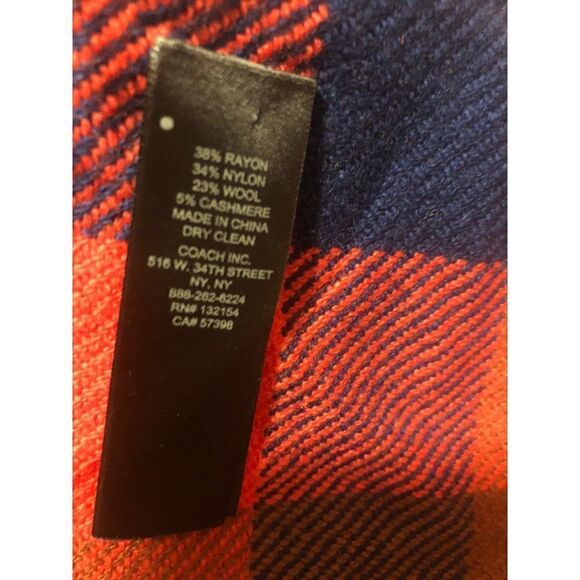 38% RAYON
34% NYLON
23% WOOL
5% CASHMERE
MADE IN CHINA
DRY CLEAN
COACH INC.
516 W. 34TH STREET
NY, NY
888-262-6224
RN# 132154
CA# 57398